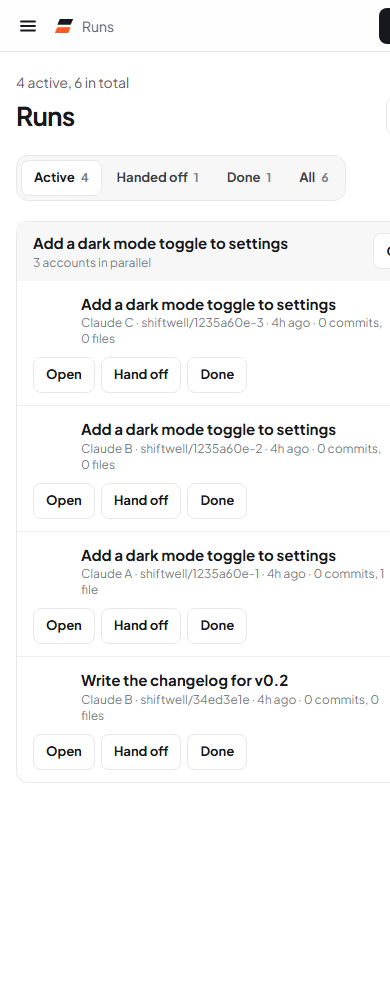 Runs
4 active, 6 in total
Runs
Active 4 Handed off 1 Done 1 All 6
Add a dark mode toggle to settings
3 accounts in parallel
Add a dark mode toggle to settings
Claude C · shiftwell/1235a60e-3 · 4h ago · 0 commits,
0 files
Open Hand off Done
Add a dark mode toggle to settings
Claude B · shiftwell/1235a60e-2 · 4h ago · 0 commits,
0 files
Open Hand off Done
Add a dark mode toggle to settings
Claude A · shiftwell/1235a60e-1 · 4h ago · 0 commits, 1
file
Open Hand off Done
Write the changelog for v0.2
Claude B · shiftwell/34ed3e1e · 4h ago · 0 commits, 0
files
Open Hand off Done